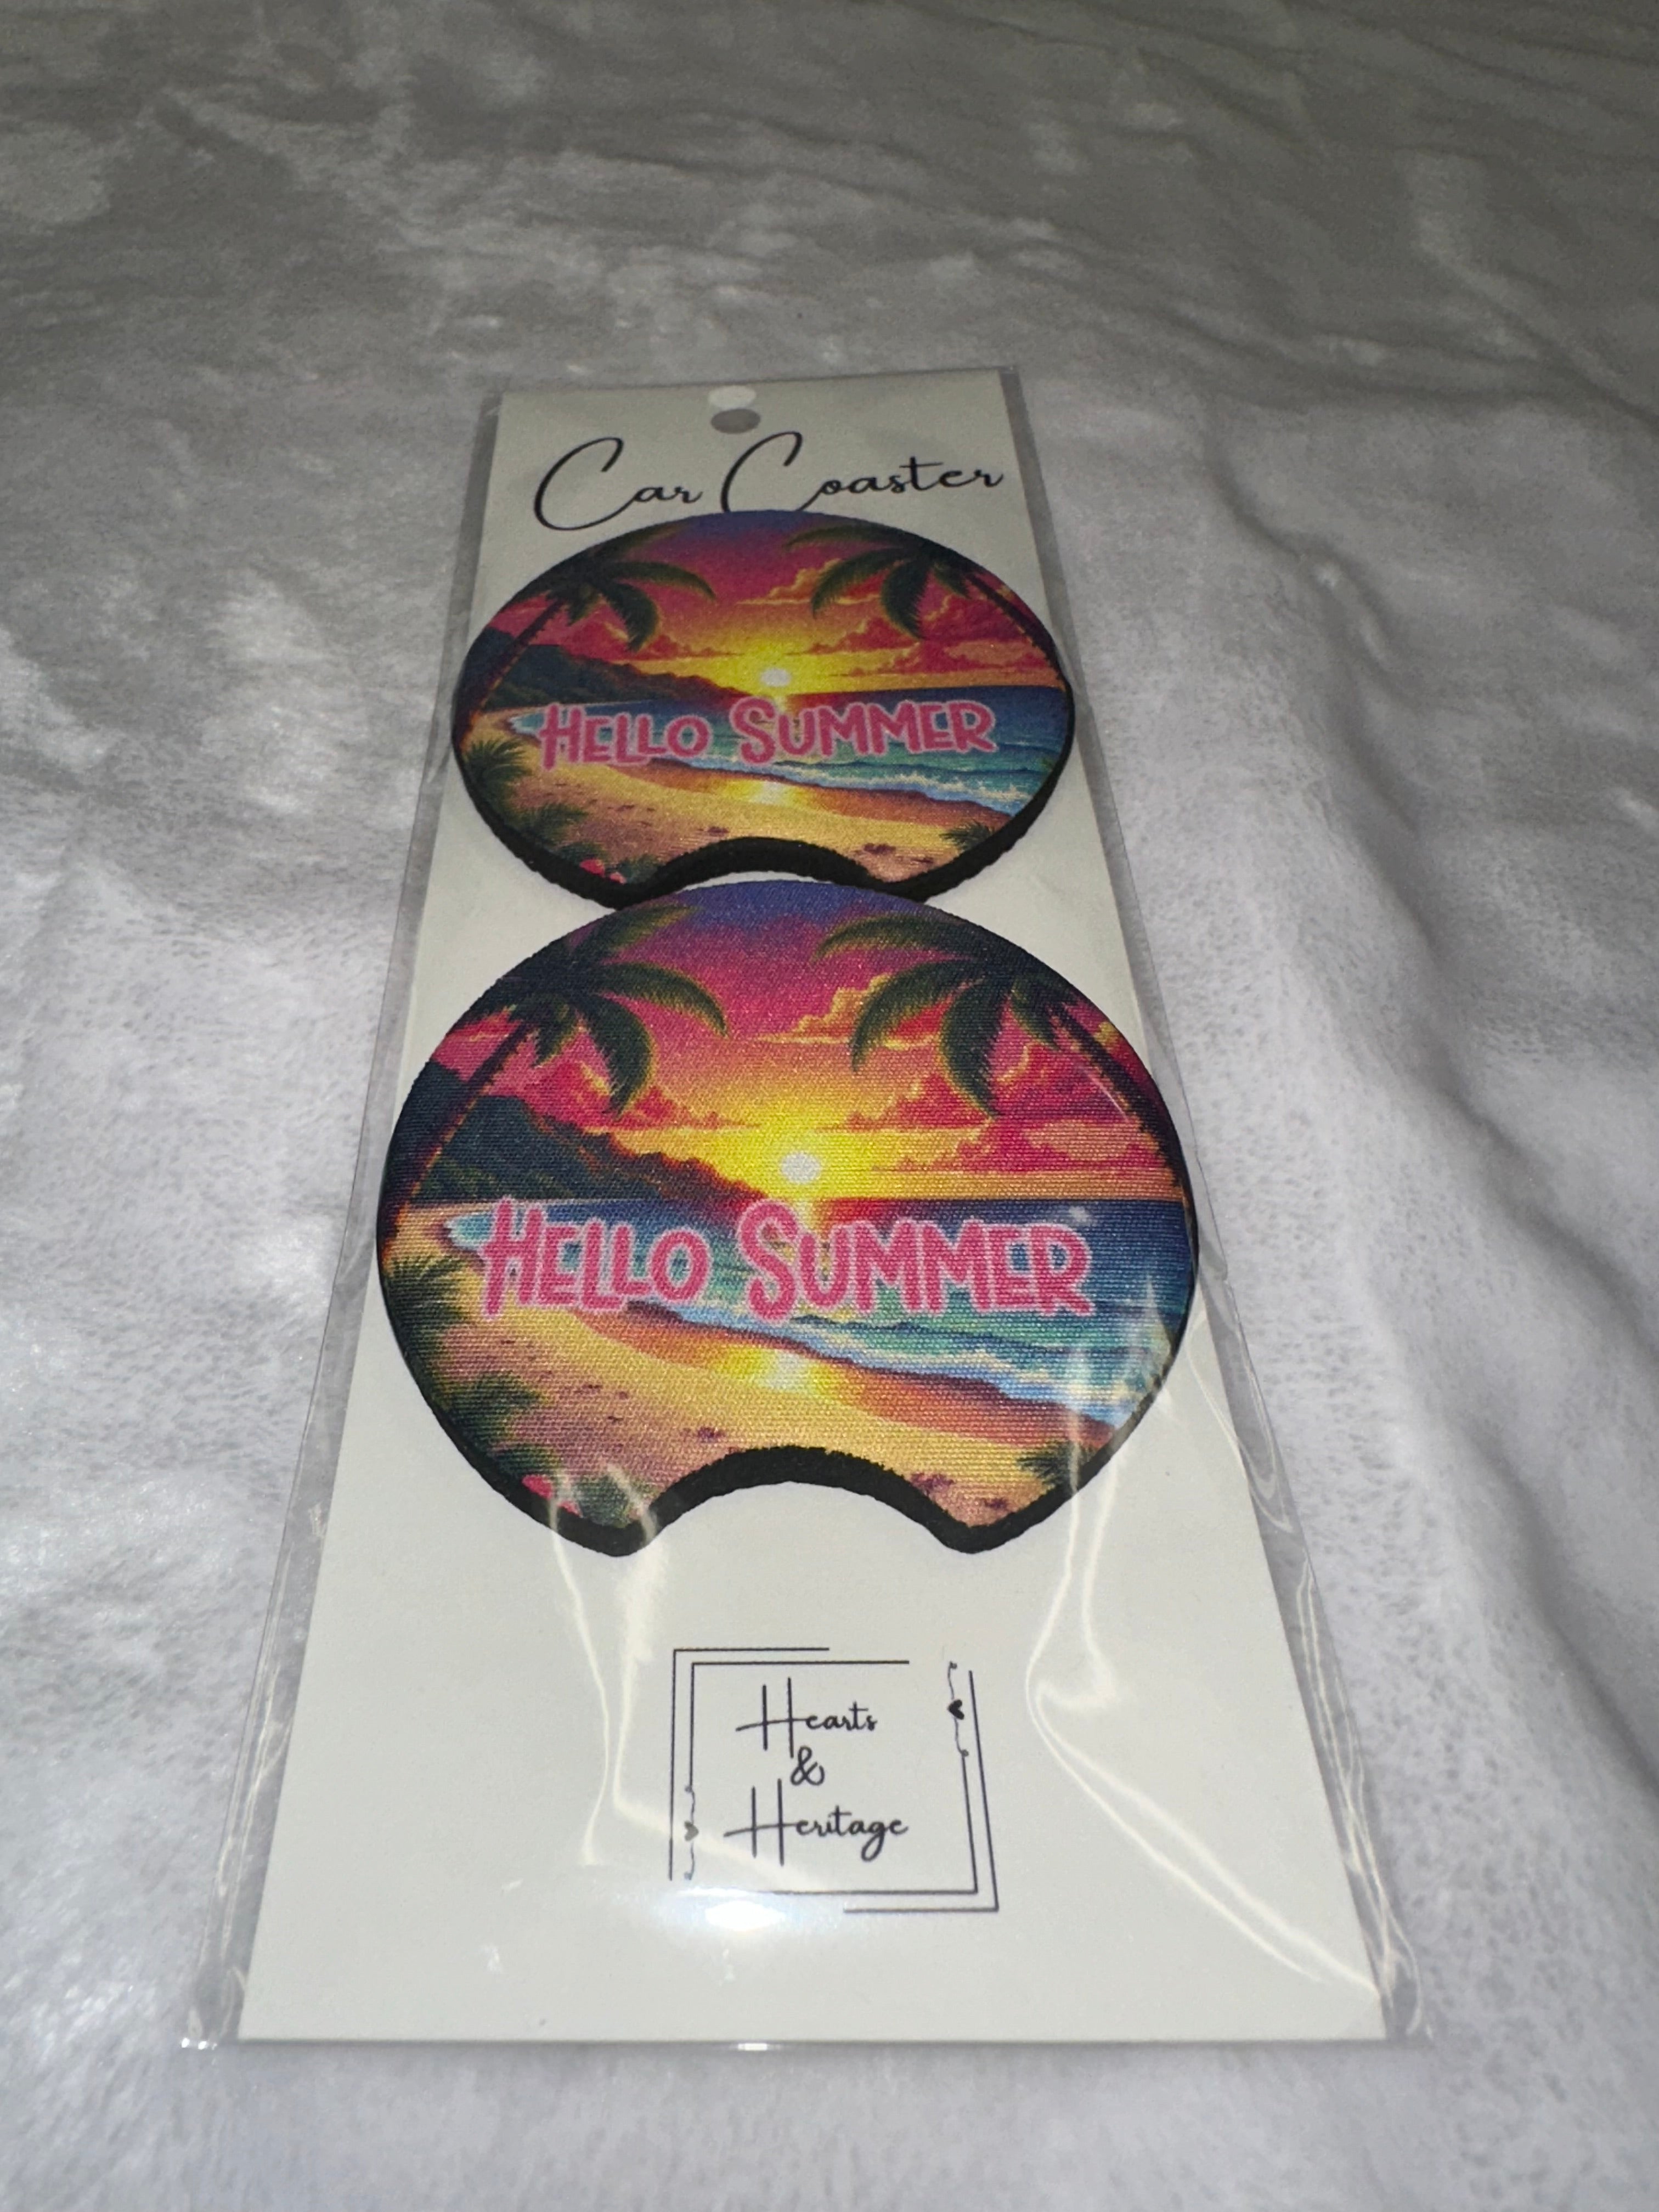 Car Coaster
HELLO SUMMER
HELLO SUMMER
Hearts
&
Heritage